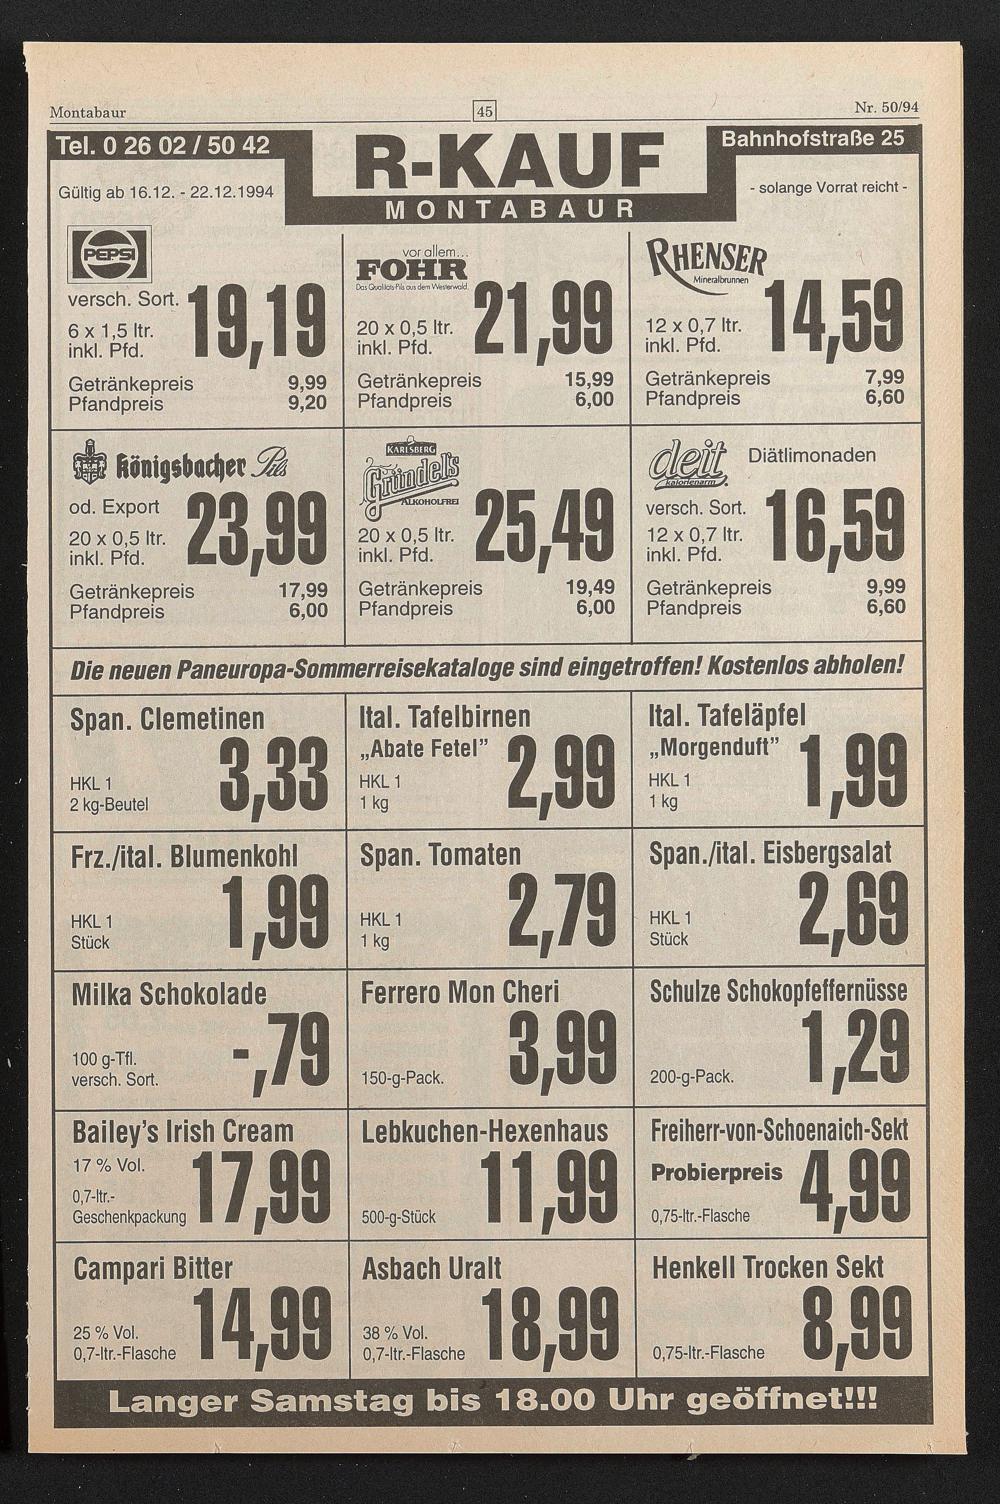 Montabaur
45
Nr. 50/94
Tel. 0 26 02 / 50 42
R-KAUF
MONTABAUR
Bahnhofstraße 25
Gültig ab 16.12. - 22.12.1994
- solange Vorrat reicht -
PEPSI
versch. Sort.
6 x 1,5 ltr.
inkl. Pfd.
19,19
Getränkepreis 9,99
Pfandpreis 9,20
vor allem...
FOHR
Das Qualitäts-Pils aus dem Westerwald.
20 x 0,5 ltr.
inkl. Pfd.
21,99
Getränkepreis 15,99
Pfandpreis 6,00
RHENSER
Mineralbrunnen
12 x 0,7 ltr.
inkl. Pfd.
14,59
Getränkepreis 7,99
Pfandpreis 6,60
Königsbacher Pils
od. Export
20 x 0,5 ltr.
inkl. Pfd.
23,99
Getränkepreis 17,99
Pfandpreis 6,00
KARLSBERG
Gründel's
ALKOHOLFREI
20 x 0,5 ltr.
inkl. Pfd.
25,49
Getränkepreis 19,49
Pfandpreis 6,00
deit
kalorienarm
Diätlimonaden
versch. Sort.
12 x 0,7 ltr.
inkl. Pfd.
16,59
Getränkepreis 9,99
Pfandpreis 6,60
Die neuen Paneuropa-Sommerreisekataloge sind eingetroffen! Kostenlos abholen!
Span. Clemetinen
HKL 1
2 kg-Beutel
3,33
Ital. Tafelbirnen
„Abate Fetel”
HKL 1
1 kg
2,99
Ital. Tafeläpfel
„Morgenduft”
HKL 1
1 kg
1,99
Frz./ital. Blumenkohl
HKL 1
Stück
1,99
Span. Tomaten
HKL 1
1 kg
2,79
Span./ital. Eisbergsalat
HKL 1
Stück
2,69
Milka Schokolade
100 g-Tfl.
versch. Sort.
-,79
Ferrero Mon Cheri
150-g-Pack.
3,99
Schulze Schokopfeffernüsse
200-g-Pack.
1,29
Bailey's Irish Cream
17 % Vol.
0,7-ltr.-
Geschenkpackung
17,99
Lebkuchen-Hexenhaus
500-g-Stück
11,99
Freiherr-von-Schoenaich-Sekt
Probierpreis
0,75-ltr.-Flasche
4,99
Campari Bitter
25 % Vol.
0,7-ltr.-Flasche
14,99
Asbach Uralt
38 % Vol.
0,7-ltr.-Flasche
18,99
Henkell Trocken Sekt
0,75-ltr.-Flasche
8,99
Langer Samstag bis 18.00 Uhr geöffnet!!!